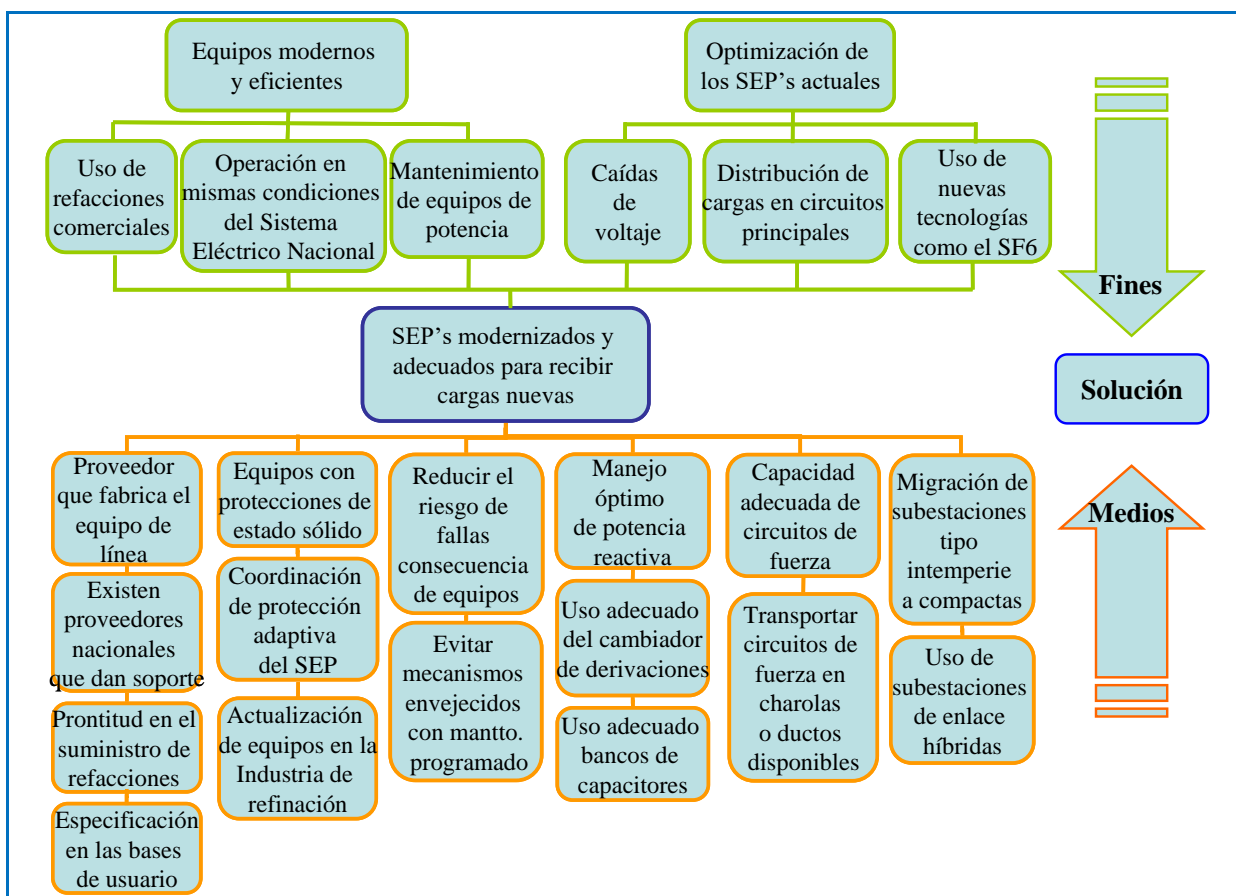 Equipos modernos
y eficientes
Optimización de
los SEP’s actuales
Uso de
refacciones
comerciales
Operación en
mismas condiciones
del Sistema
Eléctrico Nacional
Mantenimiento
de equipos de
potencia
Caídas
de
voltaje
Distribución de
cargas en circuitos
principales
Uso de
nuevas
tecnologías
como el SF6
Fines
SEP’s modernizados y
adecuados para recibir
cargas nuevas
Solución
Proveedor
que fabrica el
equipo de
línea
Existen
proveedores
nacionales
que dan soporte
Prontitud en el
suministro de
refacciones
Especificación
en las bases
de usuario
Equipos con
protecciones de
estado sólido
Coordinación
de protección
adaptiva
del SEP
Actualización
de equipos en la
Industria de
refinación
Reducir el
riesgo de
fallas
consecuencia
de equipos
Evitar
mecanismos
envejecidos
con mantto.
programado
Manejo
óptimo
de potencia
reactiva
Uso adecuado
del cambiador
de derivaciones
Uso adecuado
bancos de
capacitores
Capacidad
adecuada de
circuitos de
fuerza
Transportar
circuitos de
fuerza en
charolas
o ductos
disponibles
Migración de
subestaciones
tipo
intemperie
a compactas
Uso de
subestaciones
de enlace
híbridas
Medios